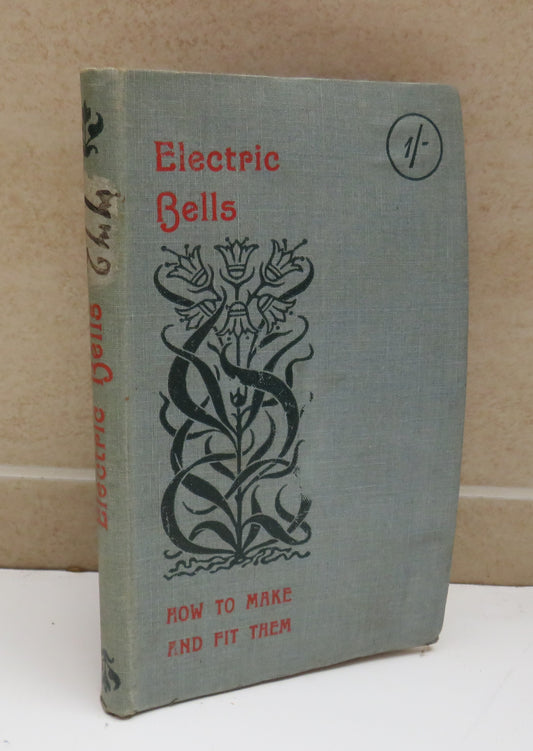 Electric
Bells
1/-
HOW TO MAKE
AND FIT THEM
Electric Bells